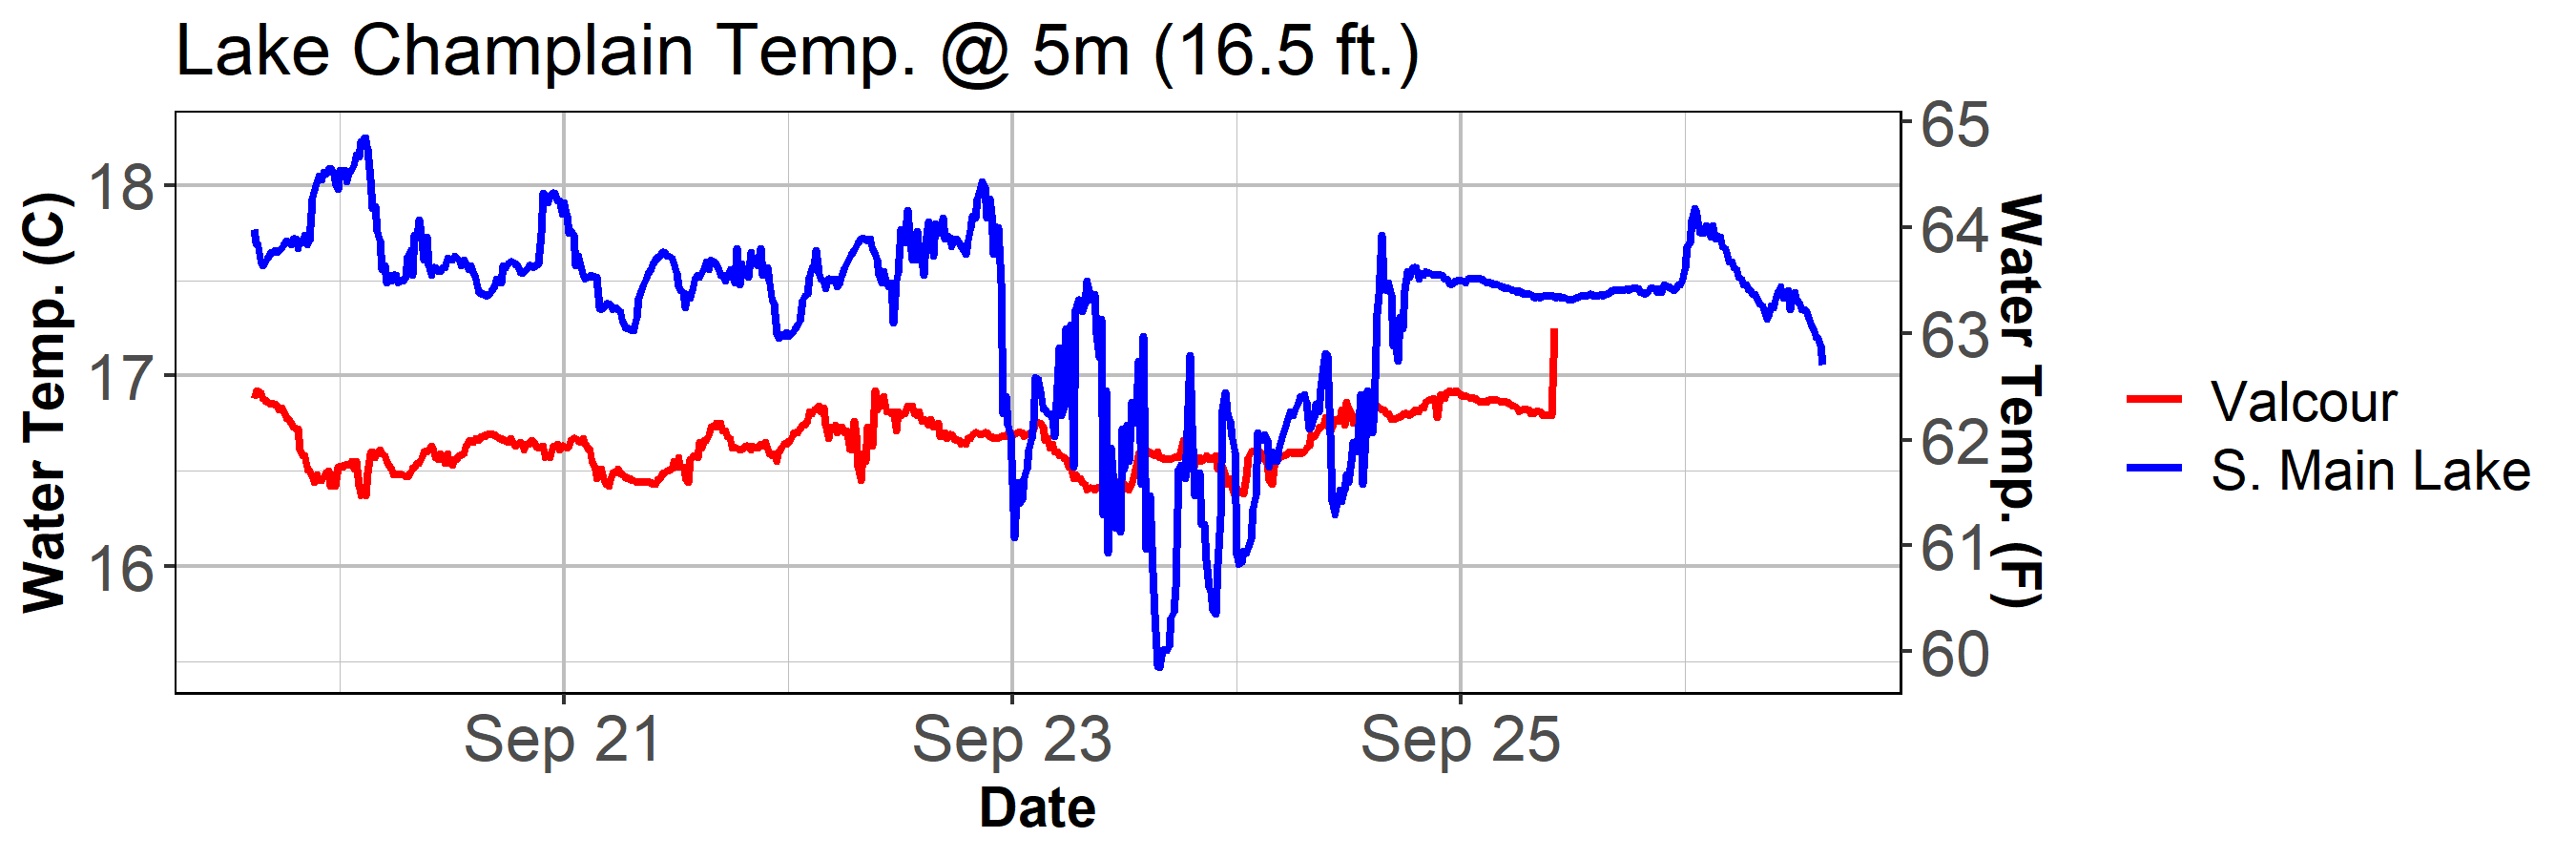 Lake Champlain Temp. @ 5m (16.5 ft.)
Water Temp. (C)
18
17
16
65
64
63
62
61
60
Water Temp. (F)
Sep 21
Sep 23
Sep 25
Date
Valcour
S. Main Lake